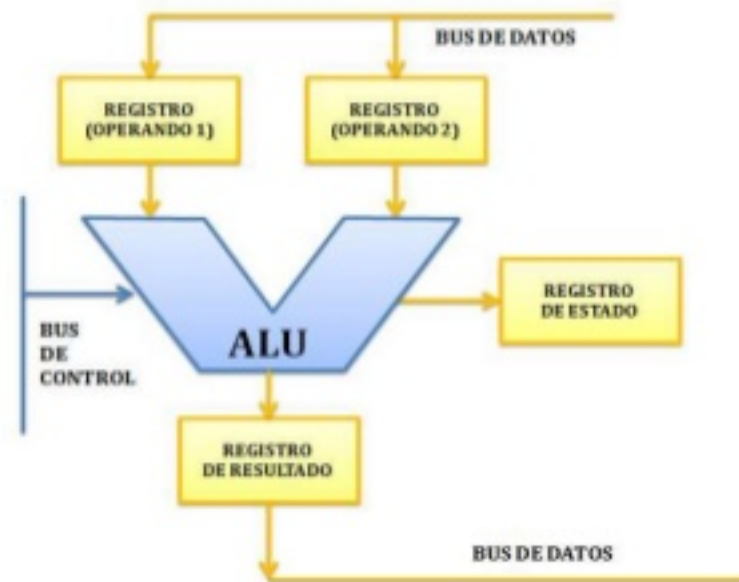 BUS DE DATOS
REGISTRO
(OPERANDO 1)
REGISTRO
(OPERANDO 2)
REGISTRO
DE ESTADO
BUS
DE
CONTROL
ALU
REGISTRO
DE RESULTADO
BUS DE DATOS